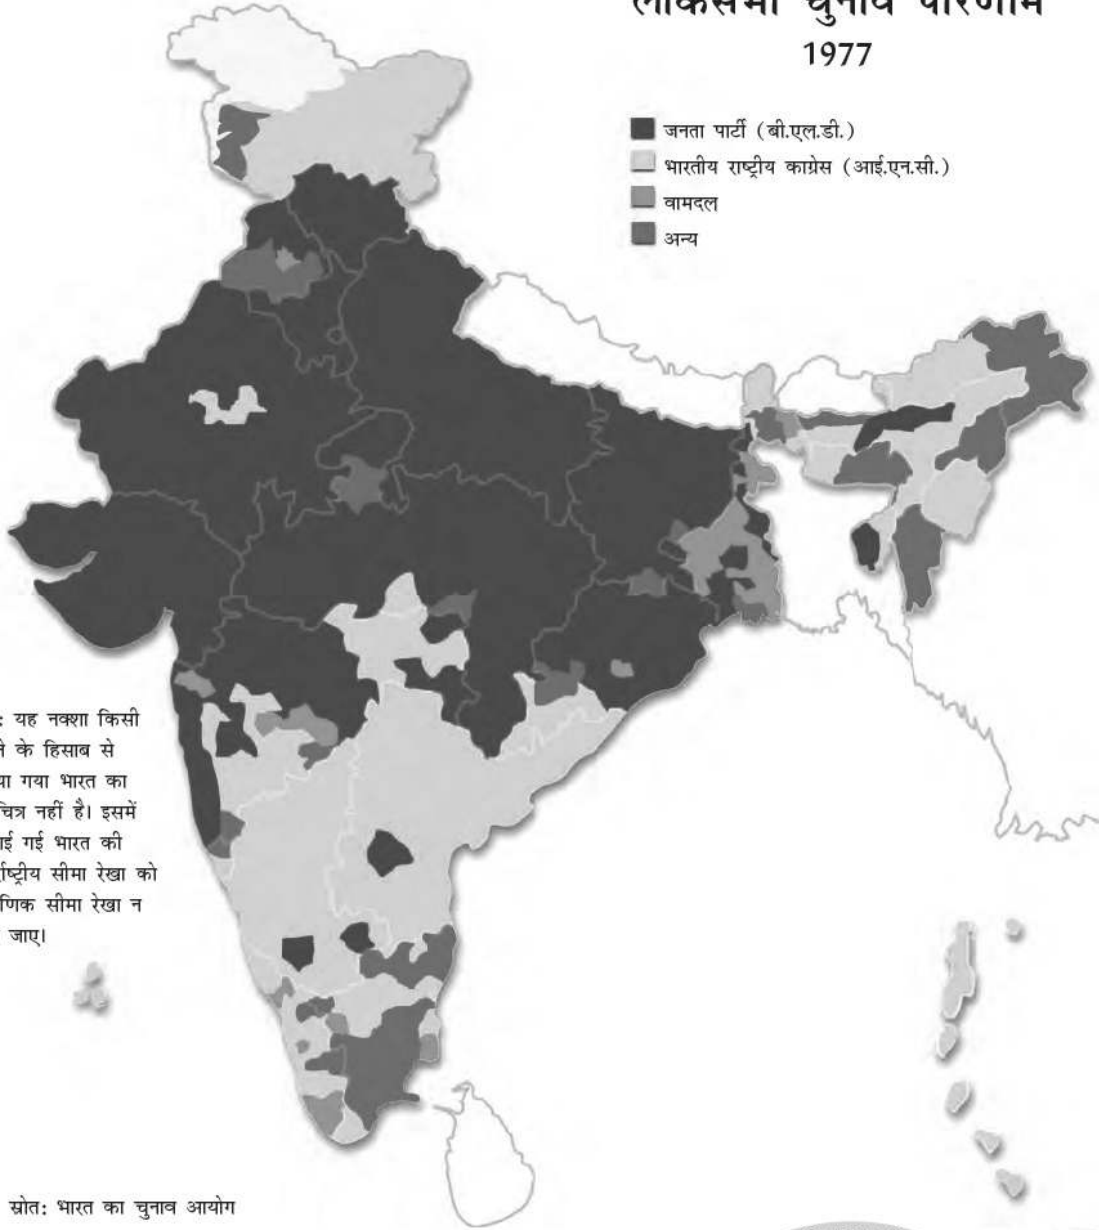 लोकसभा चुनाव परिणाम
1977
जनता पार्टी (बी.एल.डी.)
भारतीय राष्ट्रीय काग्रेस (आई.एन.सी.)
वामदल
अन्य
: यह नक्शा किसी
के हिसाब से
गया भारत का
चित्र नहीं है। इसमें
गई भारत की
सीमा रेखा को
सीमा रेखा न
जाए।
स्रोत: भारत का चुनाव आयोग